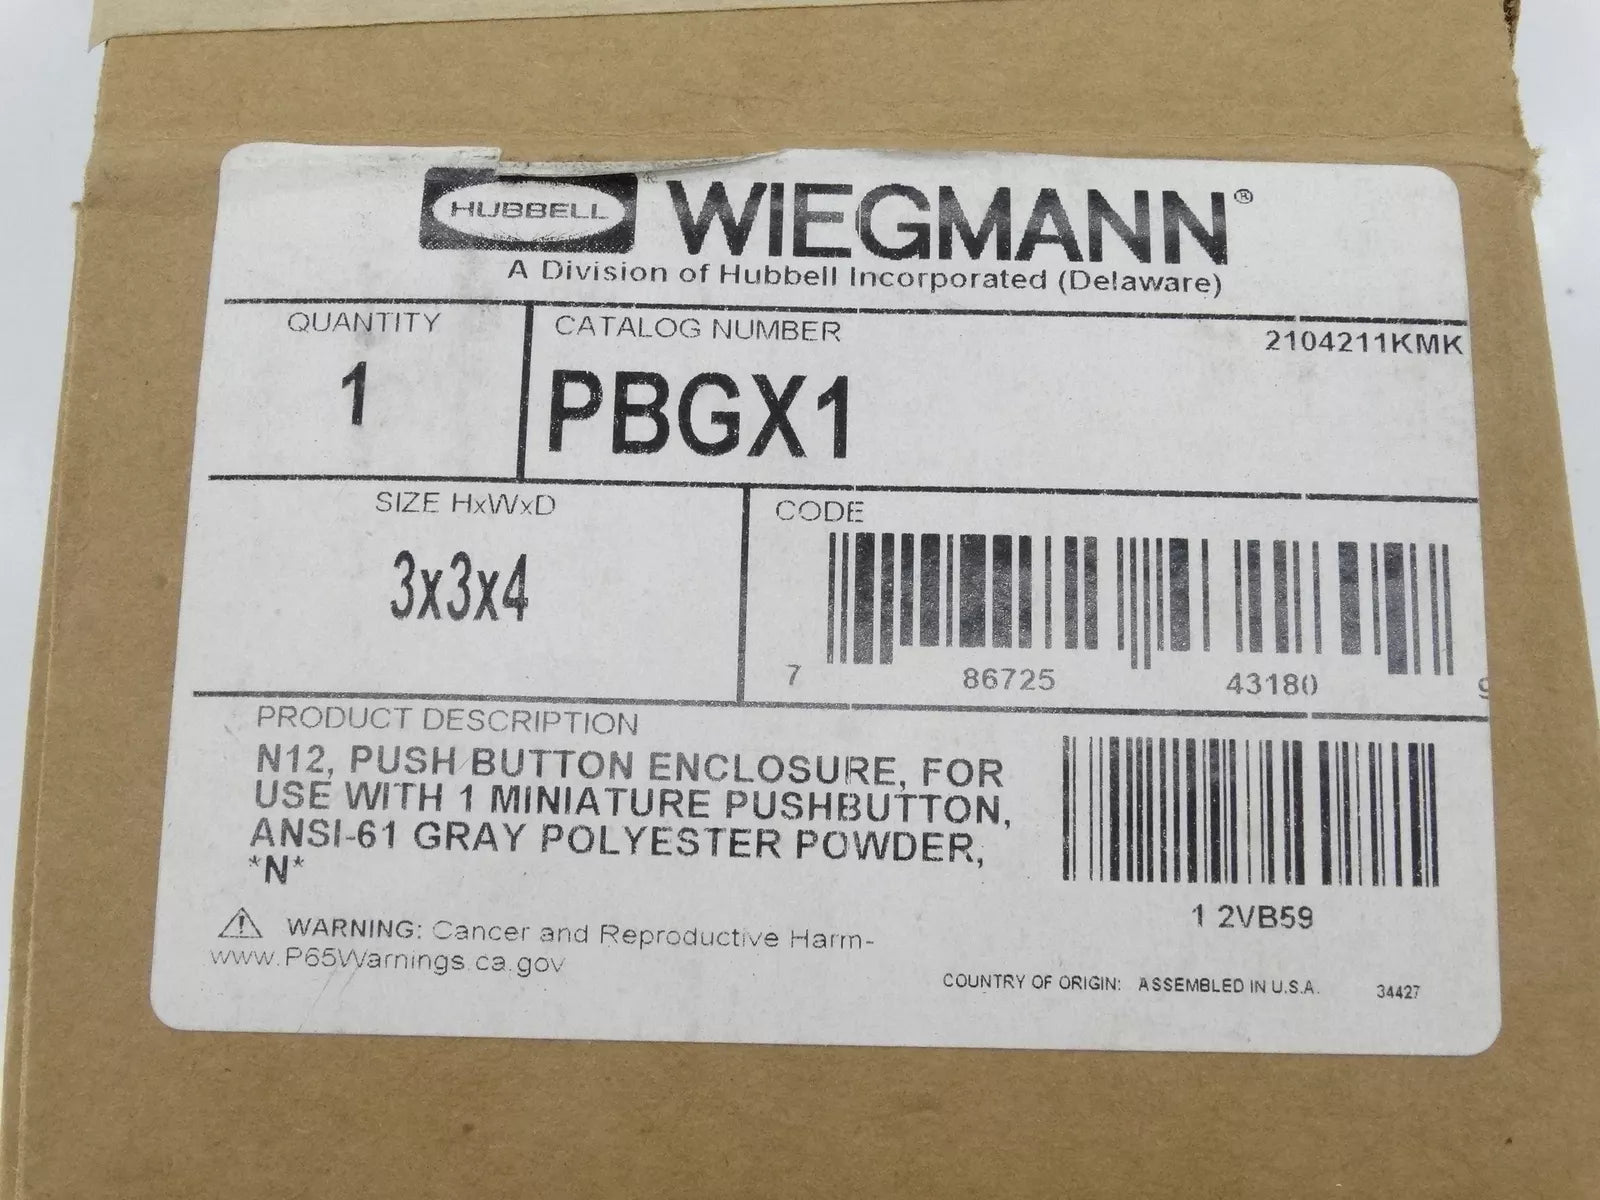 HUBBELL WIEGMANN®
A Division of Hubbell Incorporated (Delaware)
QUANTITY
1
CATALOG NUMBER
2104211KMK
PBGX1
SIZE HxWxD
3x3x4
CODE
7 86725 43180
PRODUCT DESCRIPTION
N12, PUSH BUTTON ENCLOSURE, FOR
USE WITH 1 MINIATURE PUSHBUTTON,
ANSI-61 GRAY POLYESTER POWDER,
*N*
1 2VB59
WARNING: Cancer and Reproductive Harm-
www.P65Warnings.ca.gov
COUNTRY OF ORIGIN: ASSEMBLED IN U.S.A. 34427